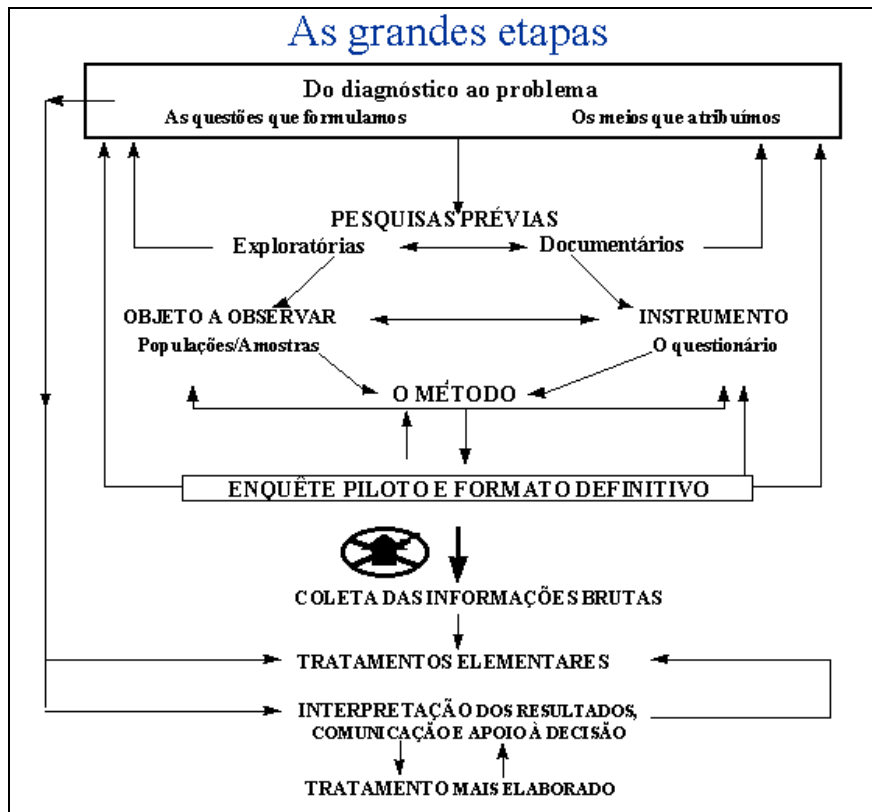 As grandes etapas
Do diagnóstico ao problema
As questões que formulamos Os meios que atribuímos
PESQUISAS PRÉVIAS
Exploratórias Documentários
OBJETO A OBSERVAR INSTRUMENTO
Populações/Amostras O questionário
O MÉTODO
ENQUÊTE PILOTO E FORMATO DEFINITIVO
COLETA DAS INFORMAÇÕES BRUTAS
TRATAMENTOS ELEMENTARES
INTERPRETAÇÃO DOS RESULTADOS,
COMUNICAÇÃO E APOIO À DECISÃO
TRATAMENTO MAIS ELABORADO